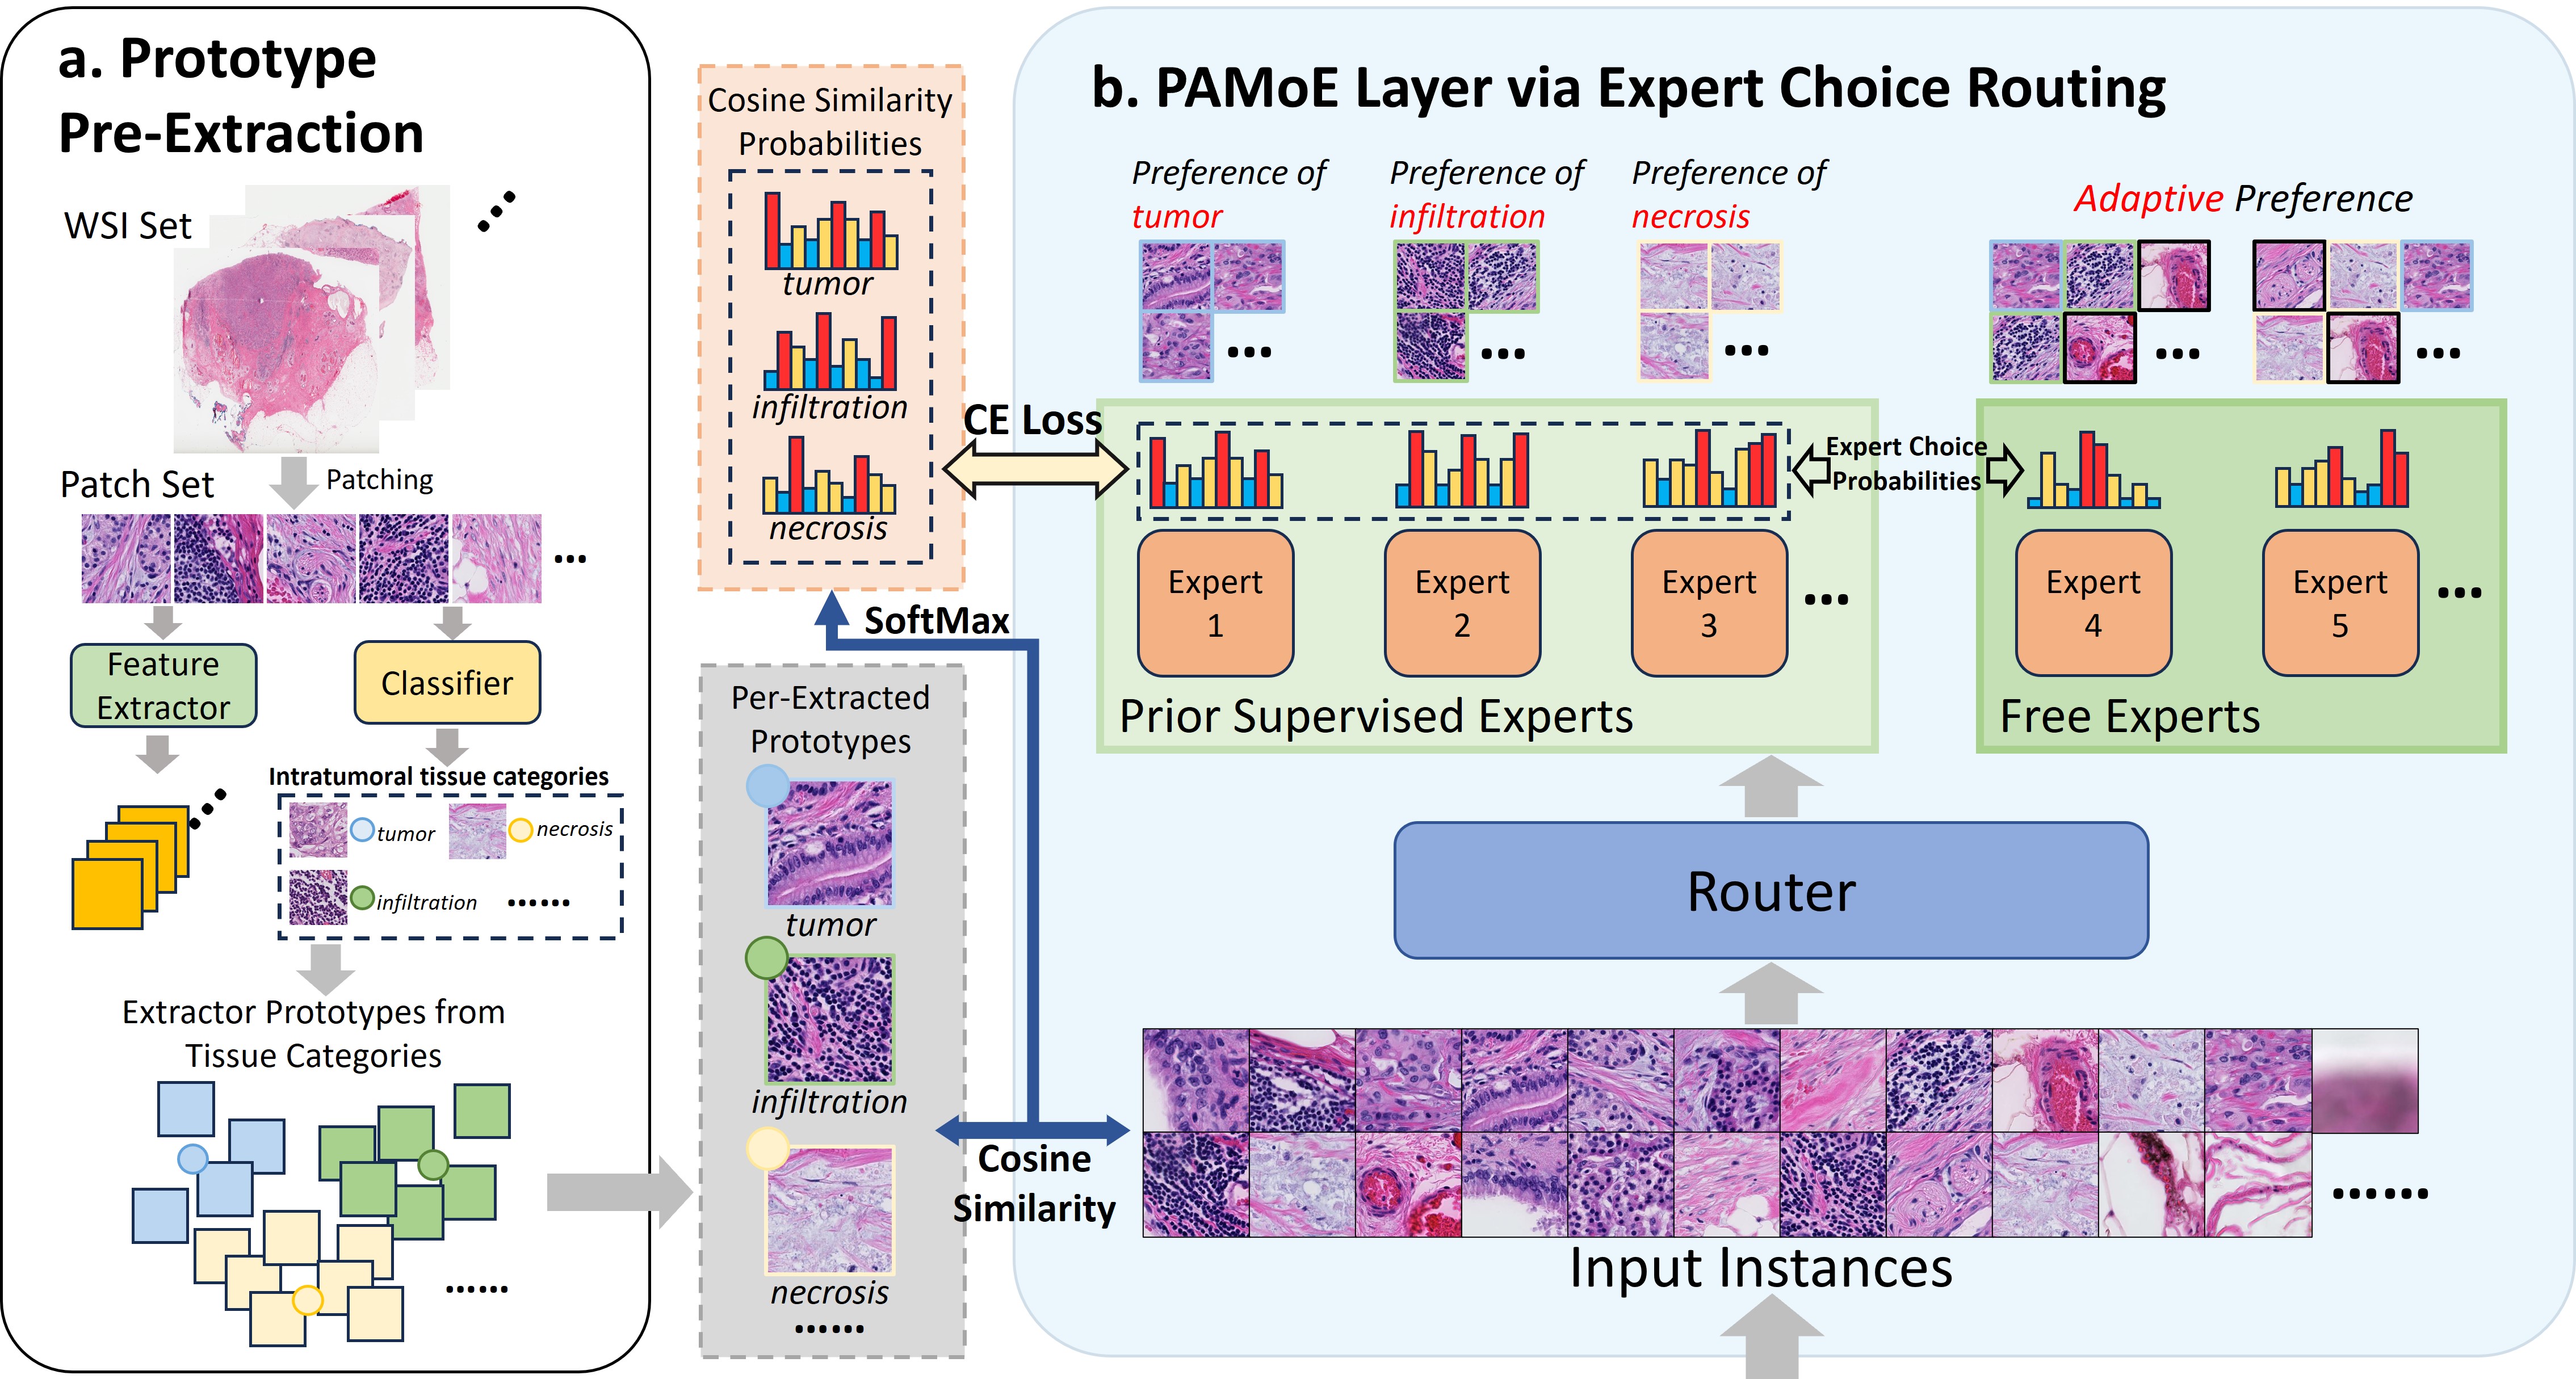 a. Prototype
Pre-Extraction
WSI Set
Patch Set
Patching
...
Feature
Extractor
Classifier
Intratumoral tissue categories
tumor
necrosis
infiltration
......
Extractor Prototypes from
Tissue Categories
......
Cosine Similarity
Probabilities
tumor
infiltration
necrosis
CE Loss
SoftMax
Per-Extracted
Prototypes
tumor
infiltration
necrosis
......
Cosine
Similarity
b. PAMoE Layer via Expert Choice Routing
Preference of
tumor
Preference of
infiltration
Preference of
necrosis
Adaptive Preference
...
...
...
...
...
Expert Choice
Probabilities
Expert
1
Expert
2
Expert
3
...
Expert
4
Expert
5
...
Prior Supervised Experts
Free Experts
Router
......
Input Instances